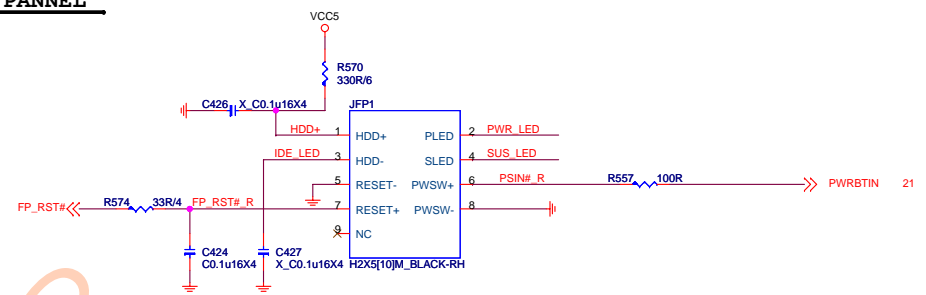 PANNEL
VCC5
R570
330R/6
C426 X_C0.1u16X4
JFP1
HDD+ 1 HDD+ PLED 2 PWR_LED
IDE_LED 3 HDD- SLED 4 SUS_LED
5 RESET- PWSW+ 6 PSIN#_R R557 100R PWRBTIN 21
FP_RST# R574 33R/4 FP_RST#_R 7 RESET+ PWSW- 8
9 NC
C424
C0.1u16X4
C427
X_C0.1u16X4
H2X5[10]M_BLACK-RH